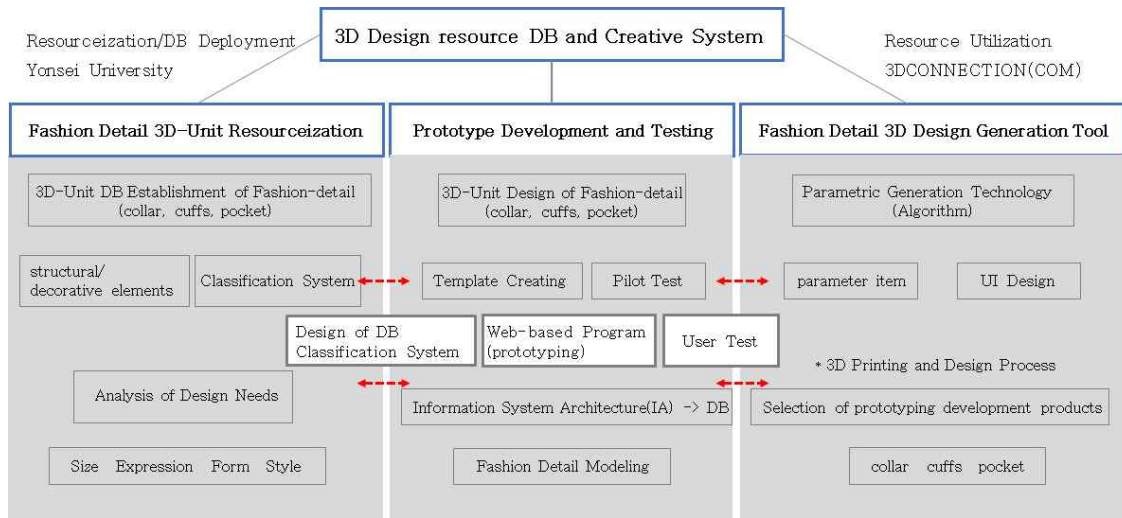 3D Design resource DB and Creative System
Resourceization/DB Deployment
Yonsei University
Resource Utilization
3DCONNECTION(COM)
Fashion Detail 3D-Unit Resourceization
3D-Unit DB Establishment of Fashion-detail
(collar, cuffs, pocket)
structural/
decorative elements
Classification System
Analysis of Design Needs
Size Expression Form Style
Prototype Development and Testing
3D-Unit Design of Fashion-detail
(collar, cuffs, pocket)
Template Creating
Pilot Test
Design of DB
Classification System
Web-based Program
(prototyping)
User Test
Information System Architecture(IA) -> DB
Fashion Detail Modeling
Fashion Detail 3D Design Generation Tool
Parametric Generation Technology
(Algorithm)
parameter item
UI Design
* 3D Printing and Design Process
Selection of prototyping development products
collar cuffs pocket